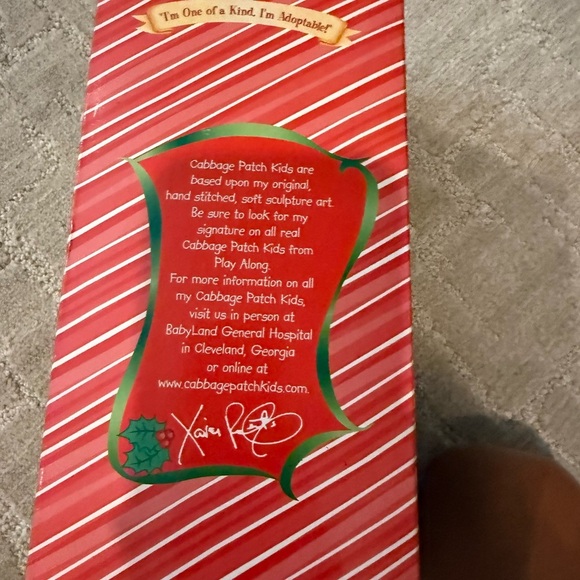 "I'm One of a Kind, I'm Adoptable!"
Cabbage Patch Kids are
based upon my original,
hand stitched, soft sculpture art.
Be sure to look for my
signature on all real
Cabbage Patch Kids from
Play Along.
For more information on all
my Cabbage Patch Kids,
visit us in person at
BabyLand General Hospital
in Cleveland, Georgia
or online at
www.cabbagepatchkids.com.
Xavier Roberts